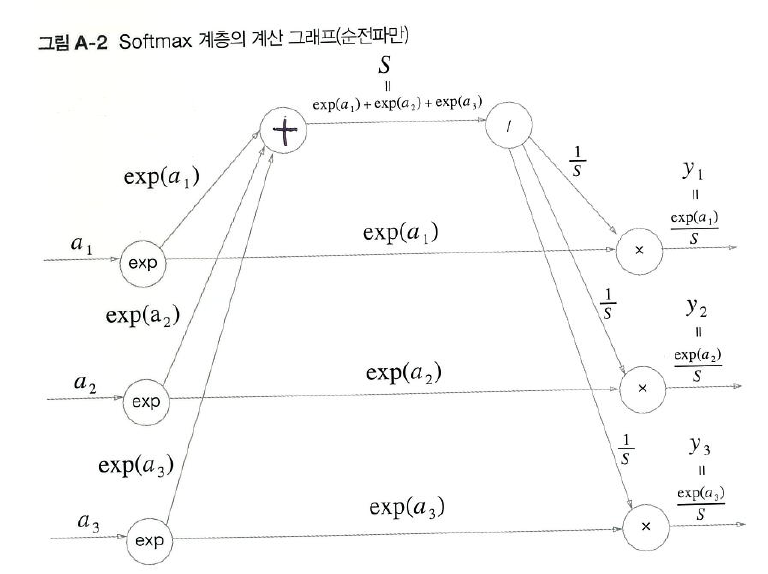 그림 A-2 Softmax 계층의 계산 그래프(순전파만)
S
=
exp(a₁) + exp(a₂) + exp(a₃)
+
/
exp(a₁)
1/S
y₁
=
exp(a₁)/S
a₁
exp
exp(a₁)
×
exp(a₂)
1/S
y₂
=
exp(a₂)/S
a₂
exp
exp(a₂)
×
exp(a₃)
1/S
y₃
=
exp(a₃)/S
a₃
exp
exp(a₃)
×